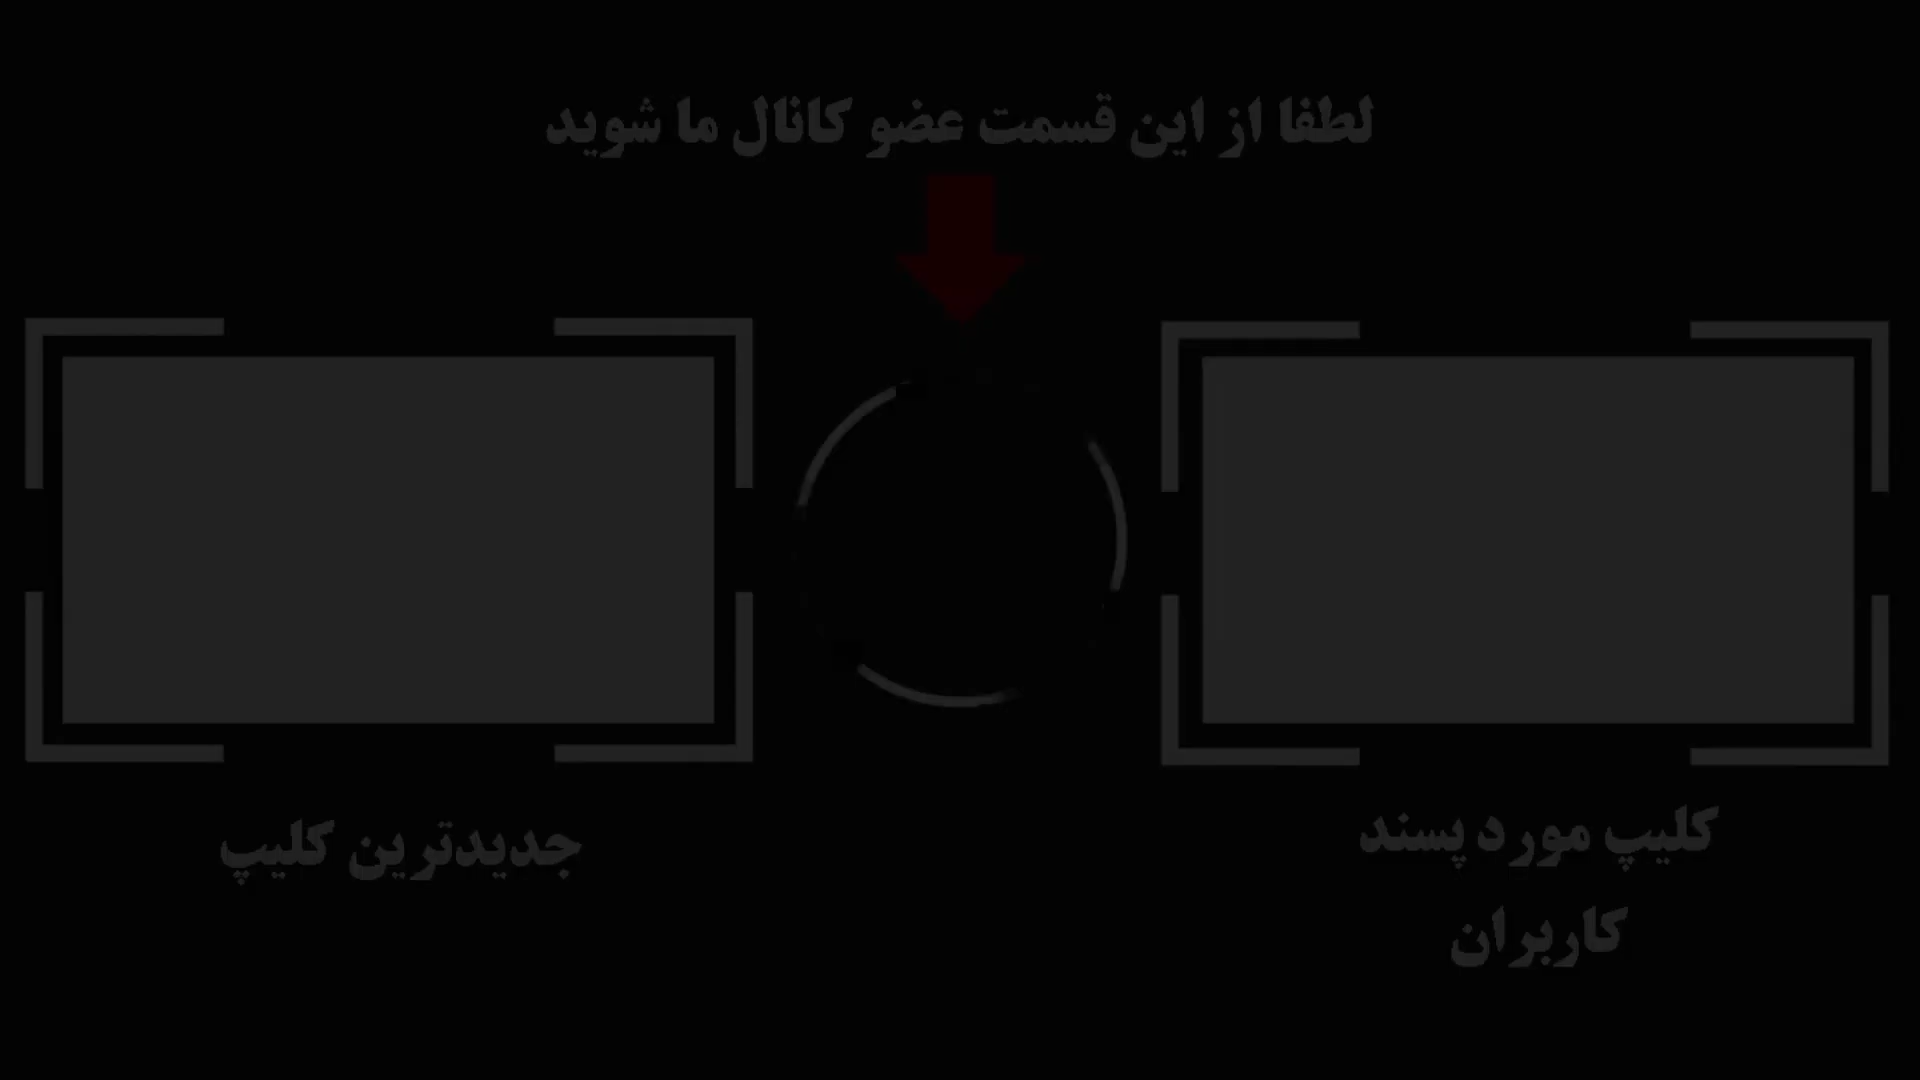 لطفا از این قسمت عضو کانال ما شوید
کلیپ مورد پسند
کاربران
جدیدترین کلیپ